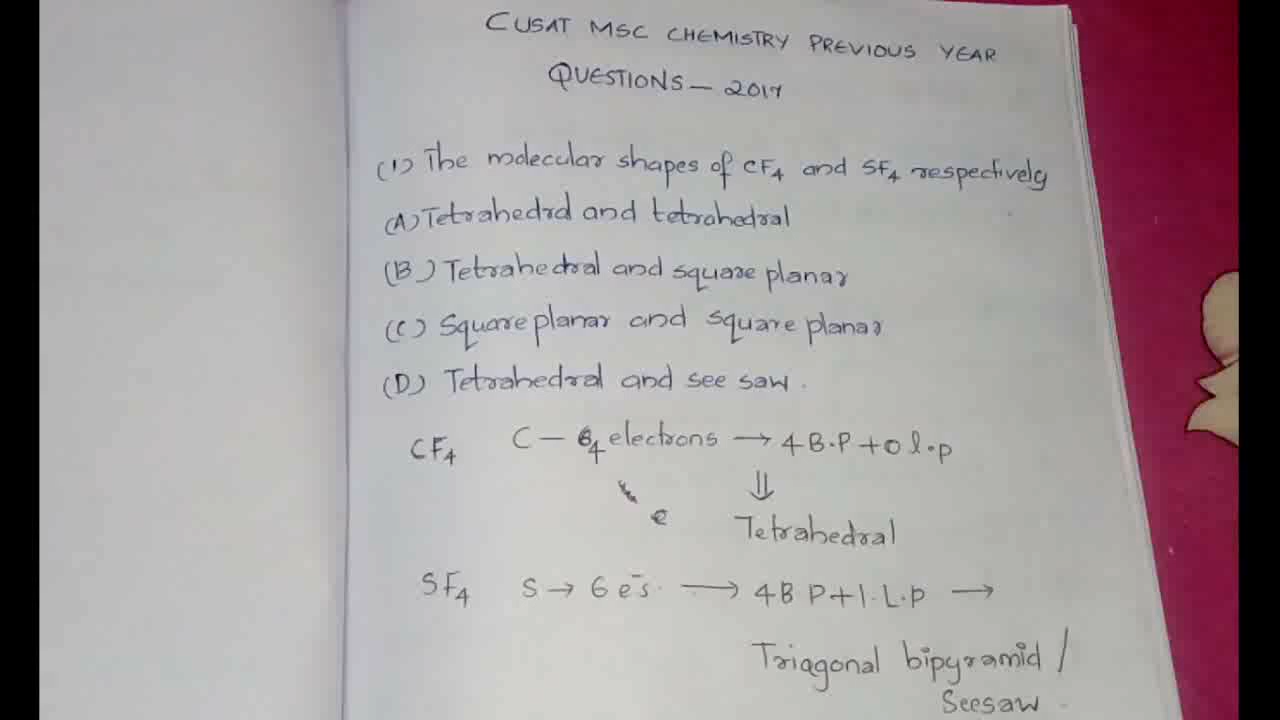 CUSAT MSC CHEMISTRY PREVIOUS YEAR
QUESTIONS — 2017
(1) The molecular shapes of CF4 and SF4 respectively
(A) Tetrahedral and tetrahedral
(B) Tetrahedral and square planar
(C) Square planar and square planar
(D) Tetrahedral and see saw.
CF4 C — 4 electrons → 4 B.P + 0 l.p
⇓
e
Tetrahedral
SF4 S → 6 e⁻s. → 4 B P + 1. L.P →
Triagonal bipyramid /
Seesaw.